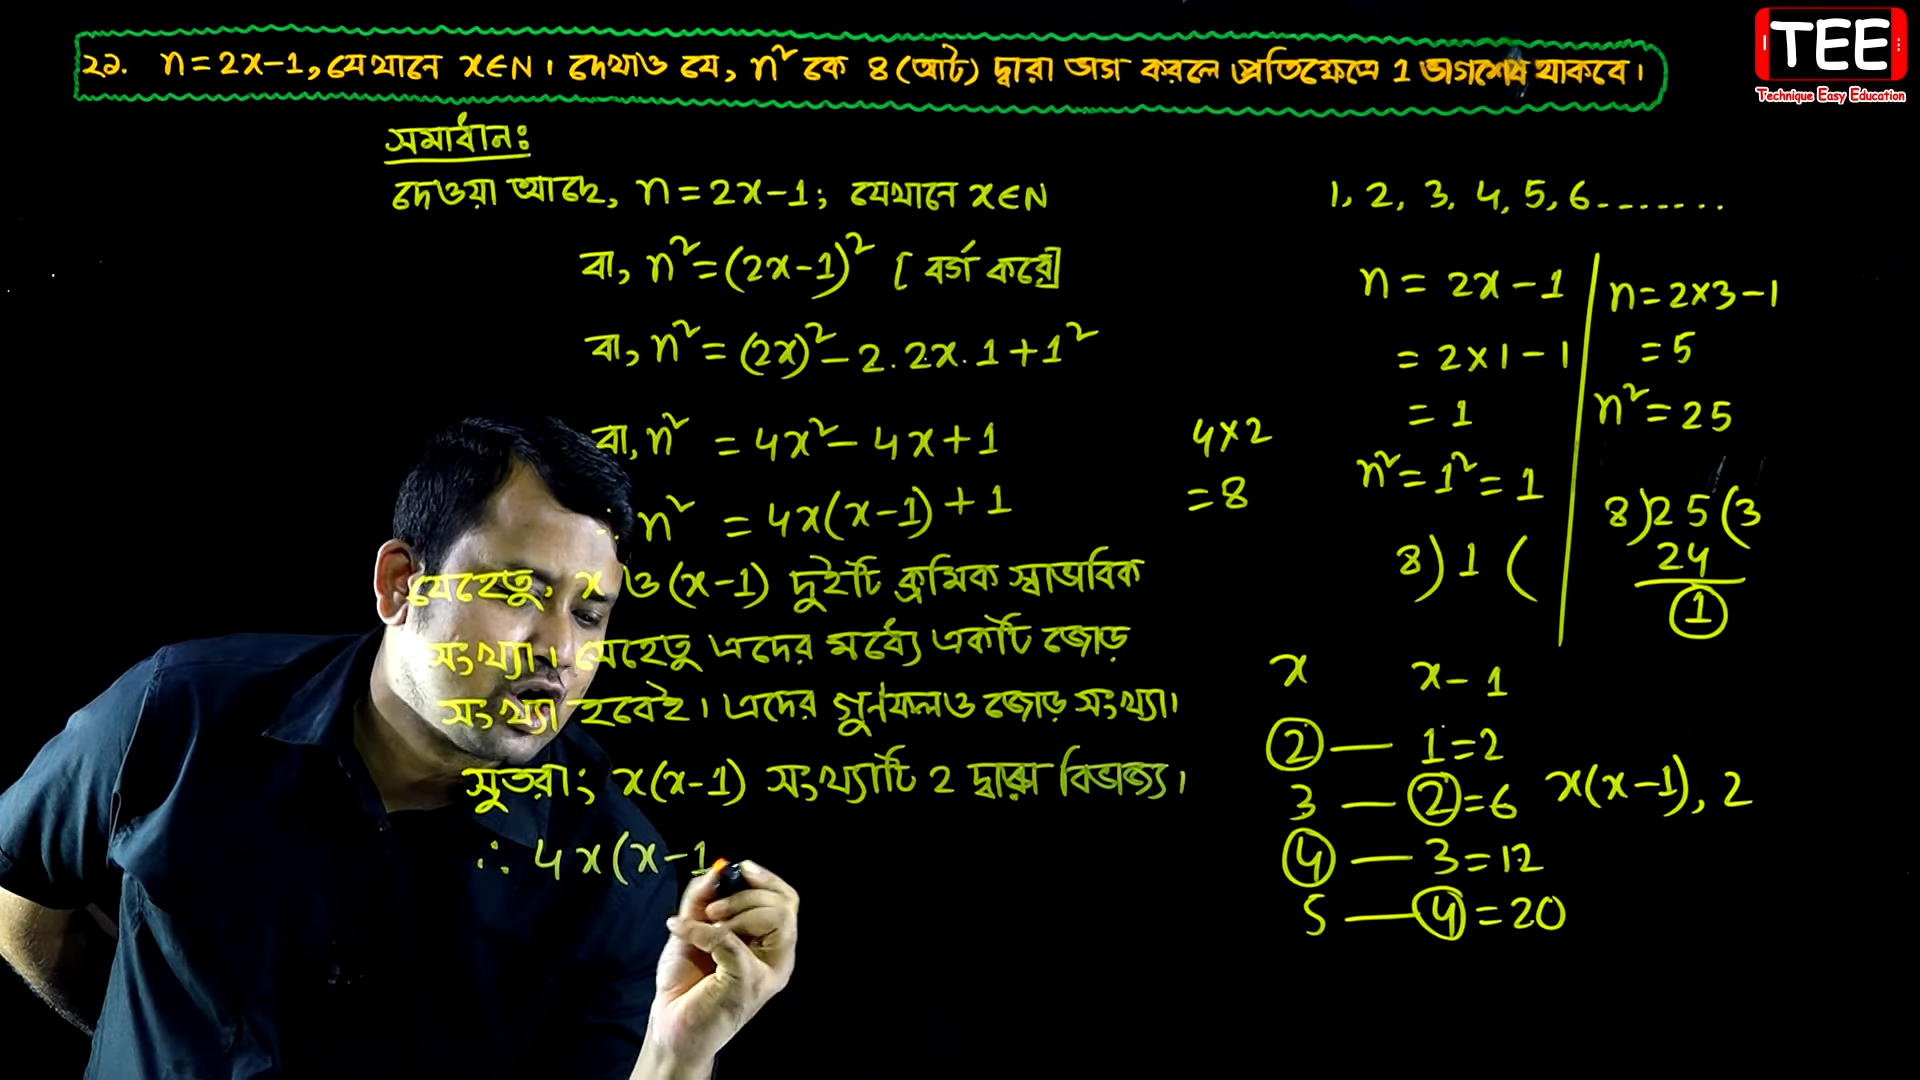 ২১. n=2x-1, যেখানে x∈N। দেখাও যে, n² কে ৪ (আট) দ্বারা ভাগ করলে প্রতিক্ষেত্রে 1 ভাগশেষ থাকবে।
TEE
Technique Easy Education
সমাধান:
দেওয়া আছে, n=2x-1; যেখানে x∈N
বা, n²=(2x-1)² [বর্গ করে]
বা, n²=(2x)²-2.2x.1+1²
বা, n² =4x²-4x+1
∴ n² =4x(x-1)+1
যেহেতু, x ও (x-1) দুইটি ক্রমিক স্বাভাবিক
সংখ্যা। যেহেতু এদের মধ্যে একটি জোড়
সংখ্যা হবেই। এদের গুণফলও জোড় সংখ্যা।
সুতরাং x(x-1) সংখ্যাটি 2 দ্বারা বিভাজ্য।
∴ 4x(x-1
4×2
=8
1, 2, 3, 4, 5, 6.......
n= 2x-1
=2×1-1
=1
n²=1²=1
8)1(
n=2×3-1
=5
n²=25
8)25(3
24
1
x x-1
2— 1=2
3 — 2=6
4 — 3=12
5 — 4=20
x(x-1), 2